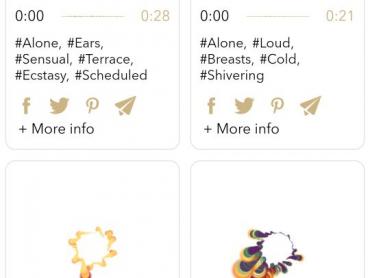 0:00 0:28
#Alone, #Ears,
#Sensual, #Terrace,
#Ecstasy, #Scheduled
+ More info
0:00 0:21
#Alone, #Loud,
#Breasts, #Cold,
#Shivering
+ More info